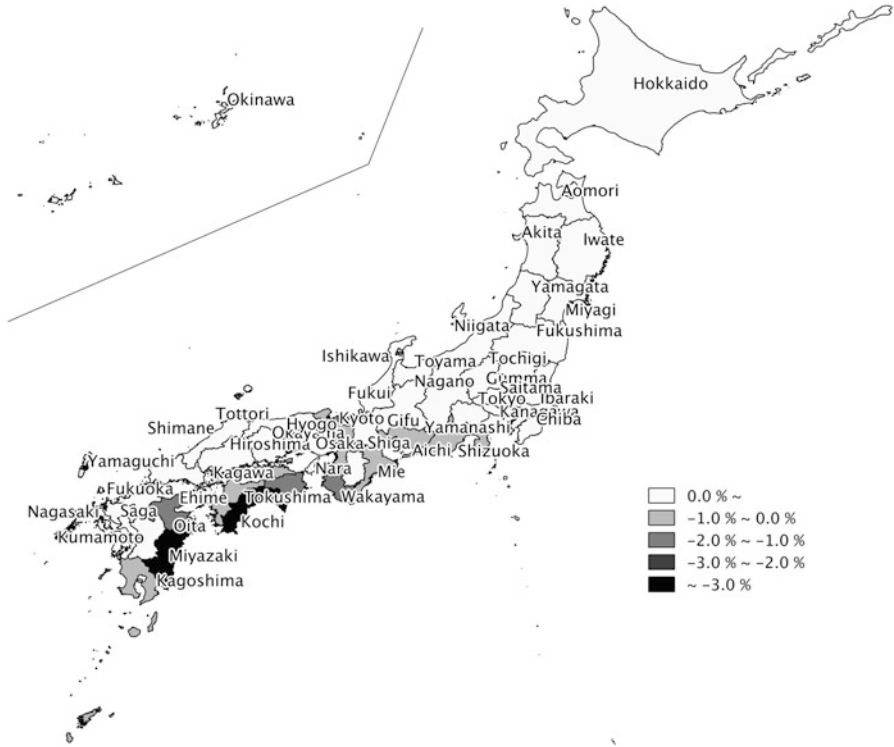 Okinawa
Hokkaido
Aomori
Akita
Iwate
Yamagata
Miyagi
Niigata
Fukushima
Ishikawa
Toyama
Tochigi
Nagano
Gumma
Saitama
Fukui
Tokyo
Ibaraki
Kanagawa
Chiba
Tottori
Hyogo
Kyoto
Gifu
Yamanashi
Shimane
Okayama
Hiroshima
Osaka
Shiga
Aichi
Shizuoka
Yamaguchi
Kagawa
Nara
Mie
Fukuoka
Ehime
Tokushima
Wakayama
Nagasaki
Saga
Oita
Kochi
Kumamoto
Miyazaki
Kagoshima
0.0 % ~
-1.0 % ~ 0.0 %
-2.0 % ~ -1.0 %
-3.0 % ~ -2.0 %
~ -3.0 %